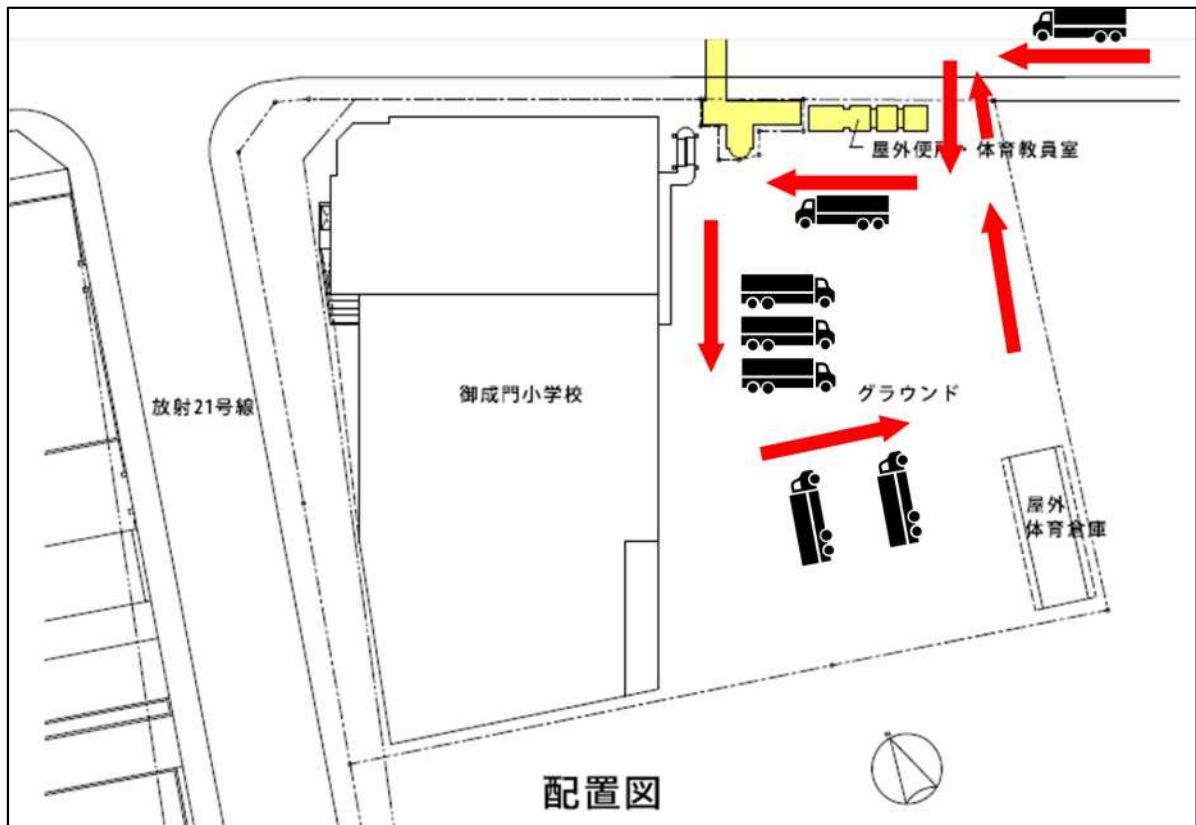 屋外便所・体育教員室
放射21号線
御成門小学校
グラウンド
屋外
体育倉庫
配置図